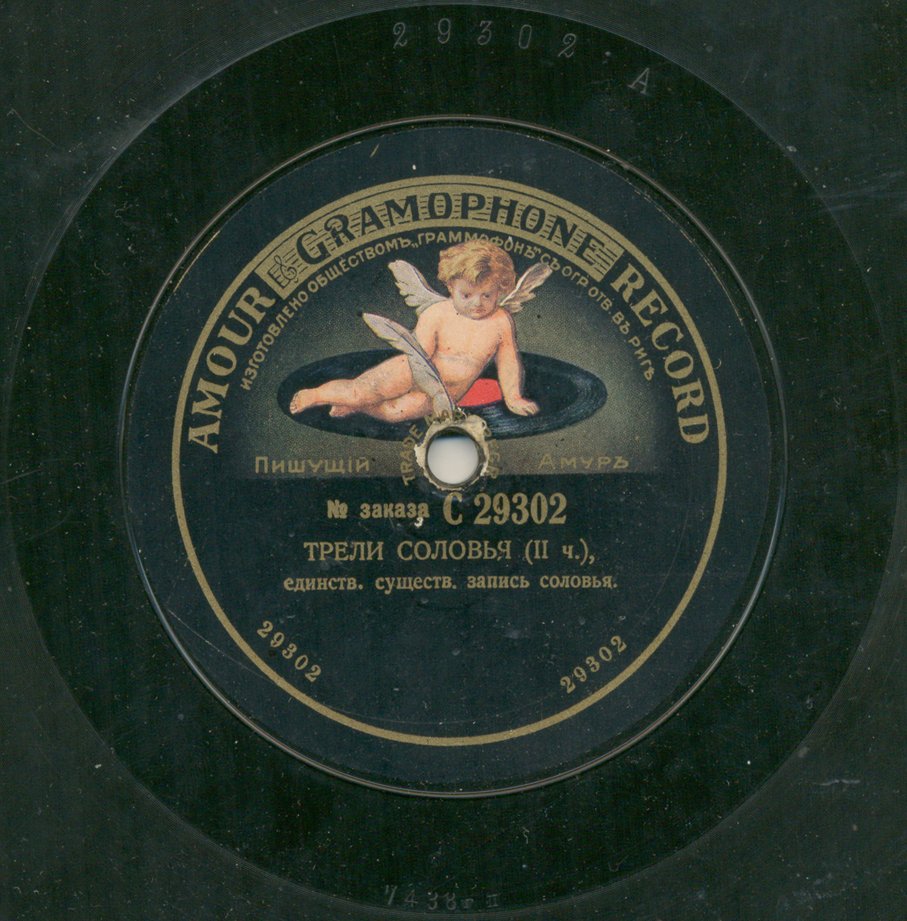 29302 A
AMOUR GRAMOPHONE RECORD
ИЗГОТОВЛЕНО ОБЩЕСТВОМЪ „ГРАММОФОНЪ” СЪ ОГР. ОТВ. ВЪ РИГѢ
TRADE MARK
Пишущій Амуръ
№ заказа С 29302
ТРЕЛИ СОЛОВЬЯ (II ч.),
единств. существ. запись соловья.
29302 29302